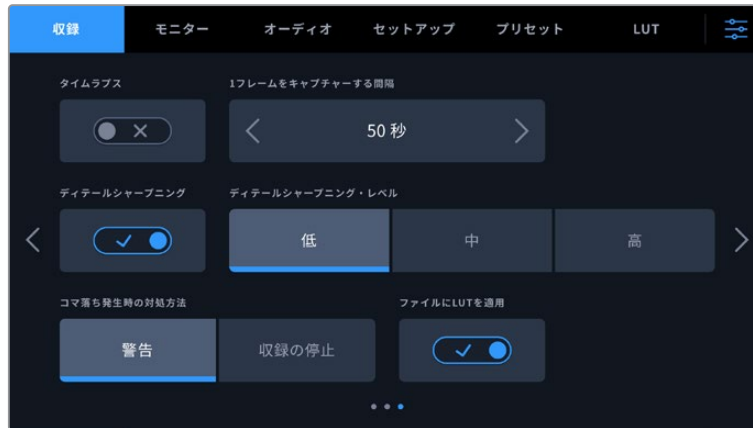 収録 モニター オーディオ セットアップ プリセット LUT
タイムラプス 1フレームをキャプチャーする間隔
50 秒
ディテールシャープニング ディテールシャープニング・レベル
低 中 高
コマ落ち発生時の対処方法 ファイルにLUTを適用
警告 収録の停止